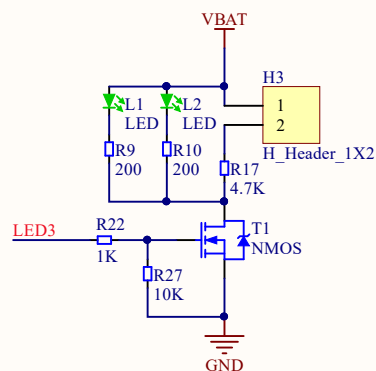 VBAT
H3
L1
LED
L2
LED
1
2
H_Header_1X2
R9
200
R10
200
R17
4.7K
LED3
R22
1K
T1
NMOS
R27
10K
GND